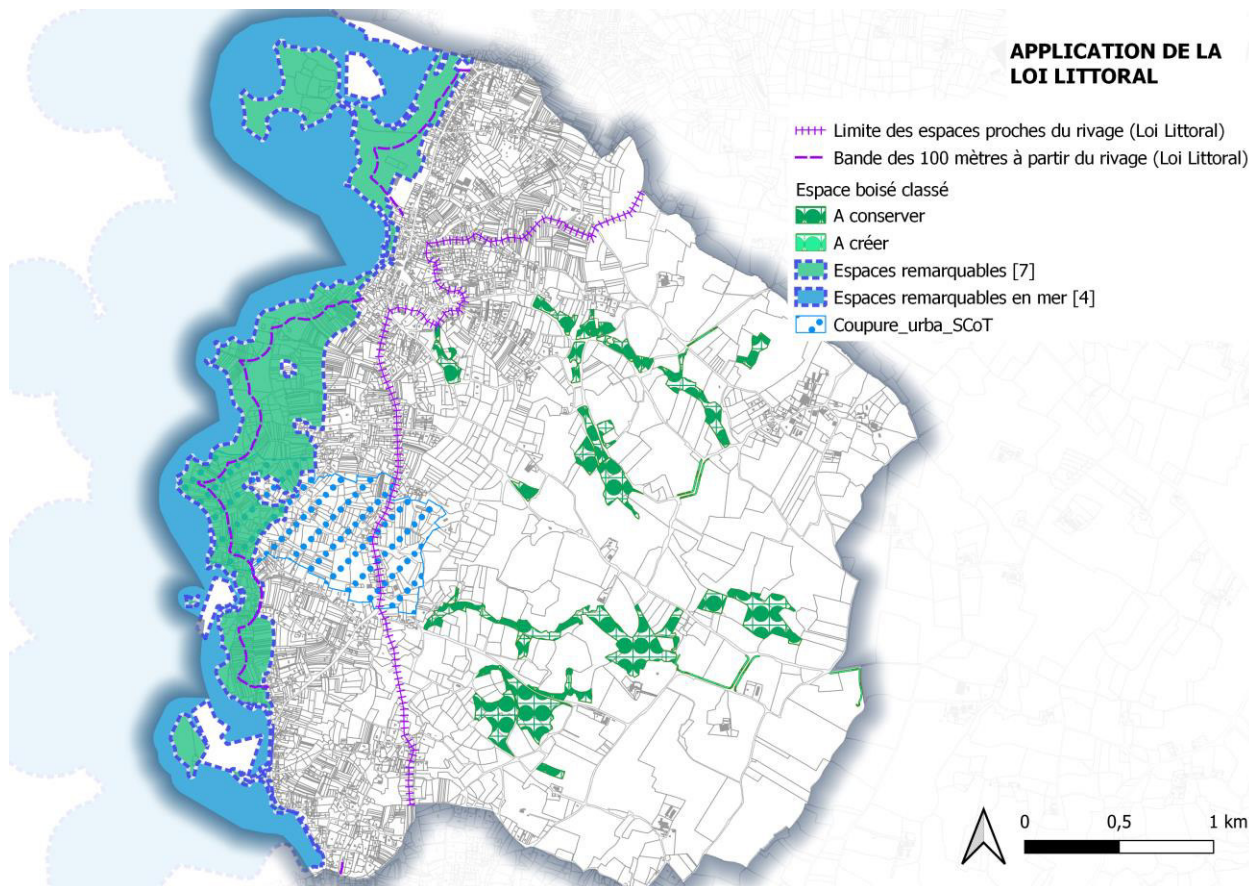 APPLICATION DE LA
LOI LITTORAL
Limite des espaces proches du rivage (Loi Littoral)
Bande des 100 mètres à partir du rivage (Loi Littoral)
Espace boisé classé
A conserver
A créer
Espaces remarquables [7]
Espaces remarquables en mer [4]
Coupure_urba_SCoT
0 0,5 1 km